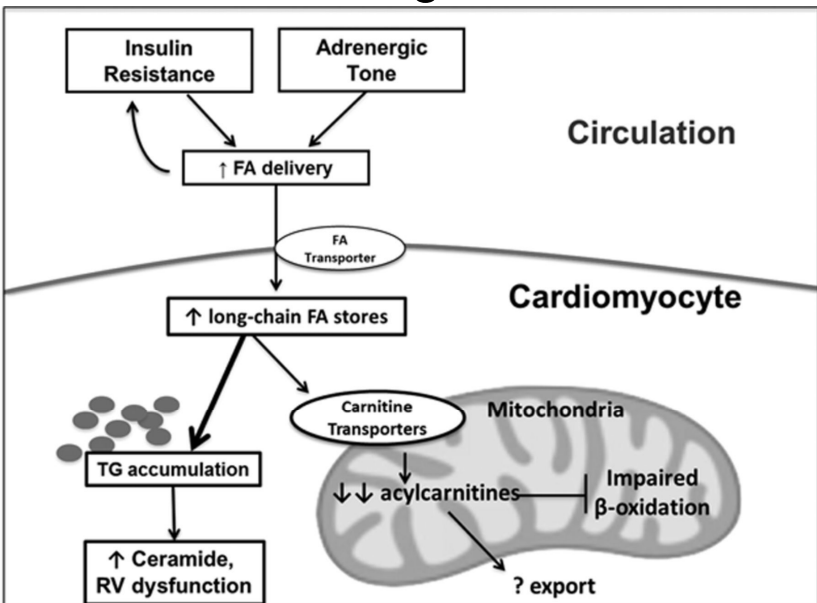 Insulin
Resistance
Adrenergic
Tone
Circulation
↑ FA delivery
FA
Transporter
Cardiomyocyte
↑ long-chain FA stores
Carnitine
Transporters
Mitochondria
TG accumulation
↓↓ acylcarnitines
Impaired
β-oxidation
↑ Ceramide,
RV dysfunction
? export